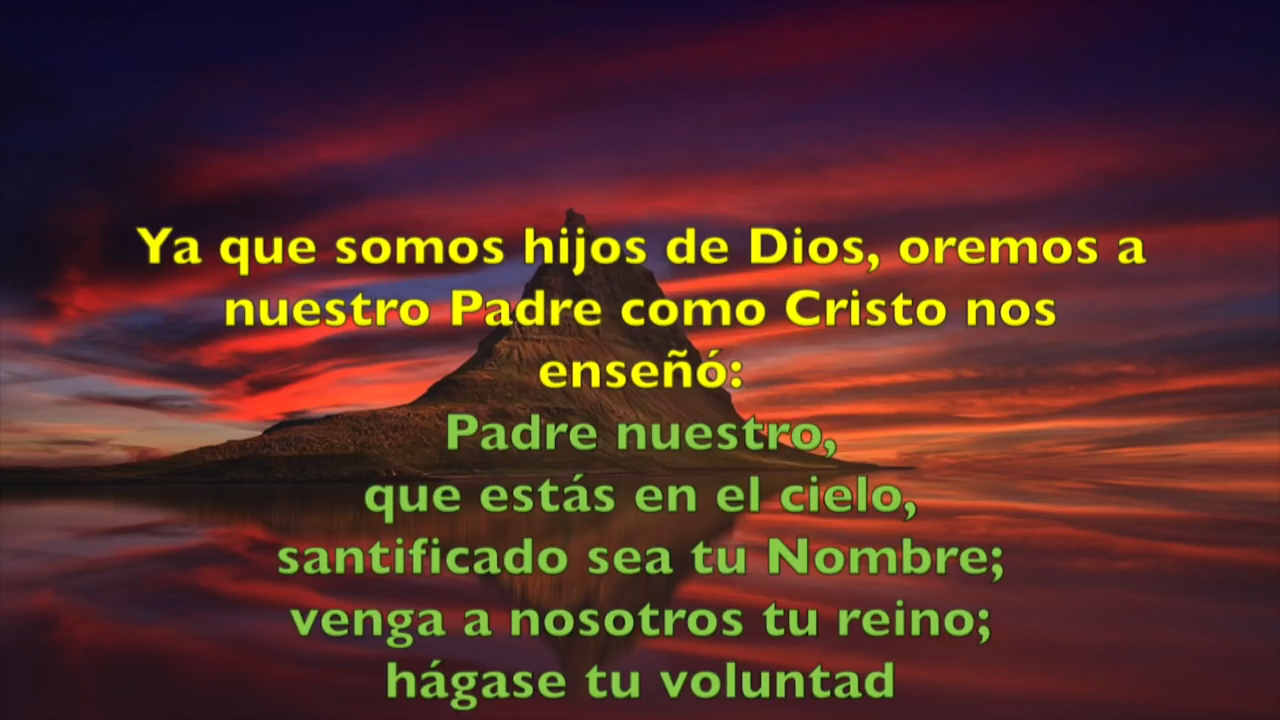 Ya que somos hijos de Dios, oremos a
nuestro Padre como Cristo nos
enseñó:
Padre nuestro,
que estás en el cielo,
santificado sea tu Nombre;
venga a nosotros tu reino;
hágase tu voluntad